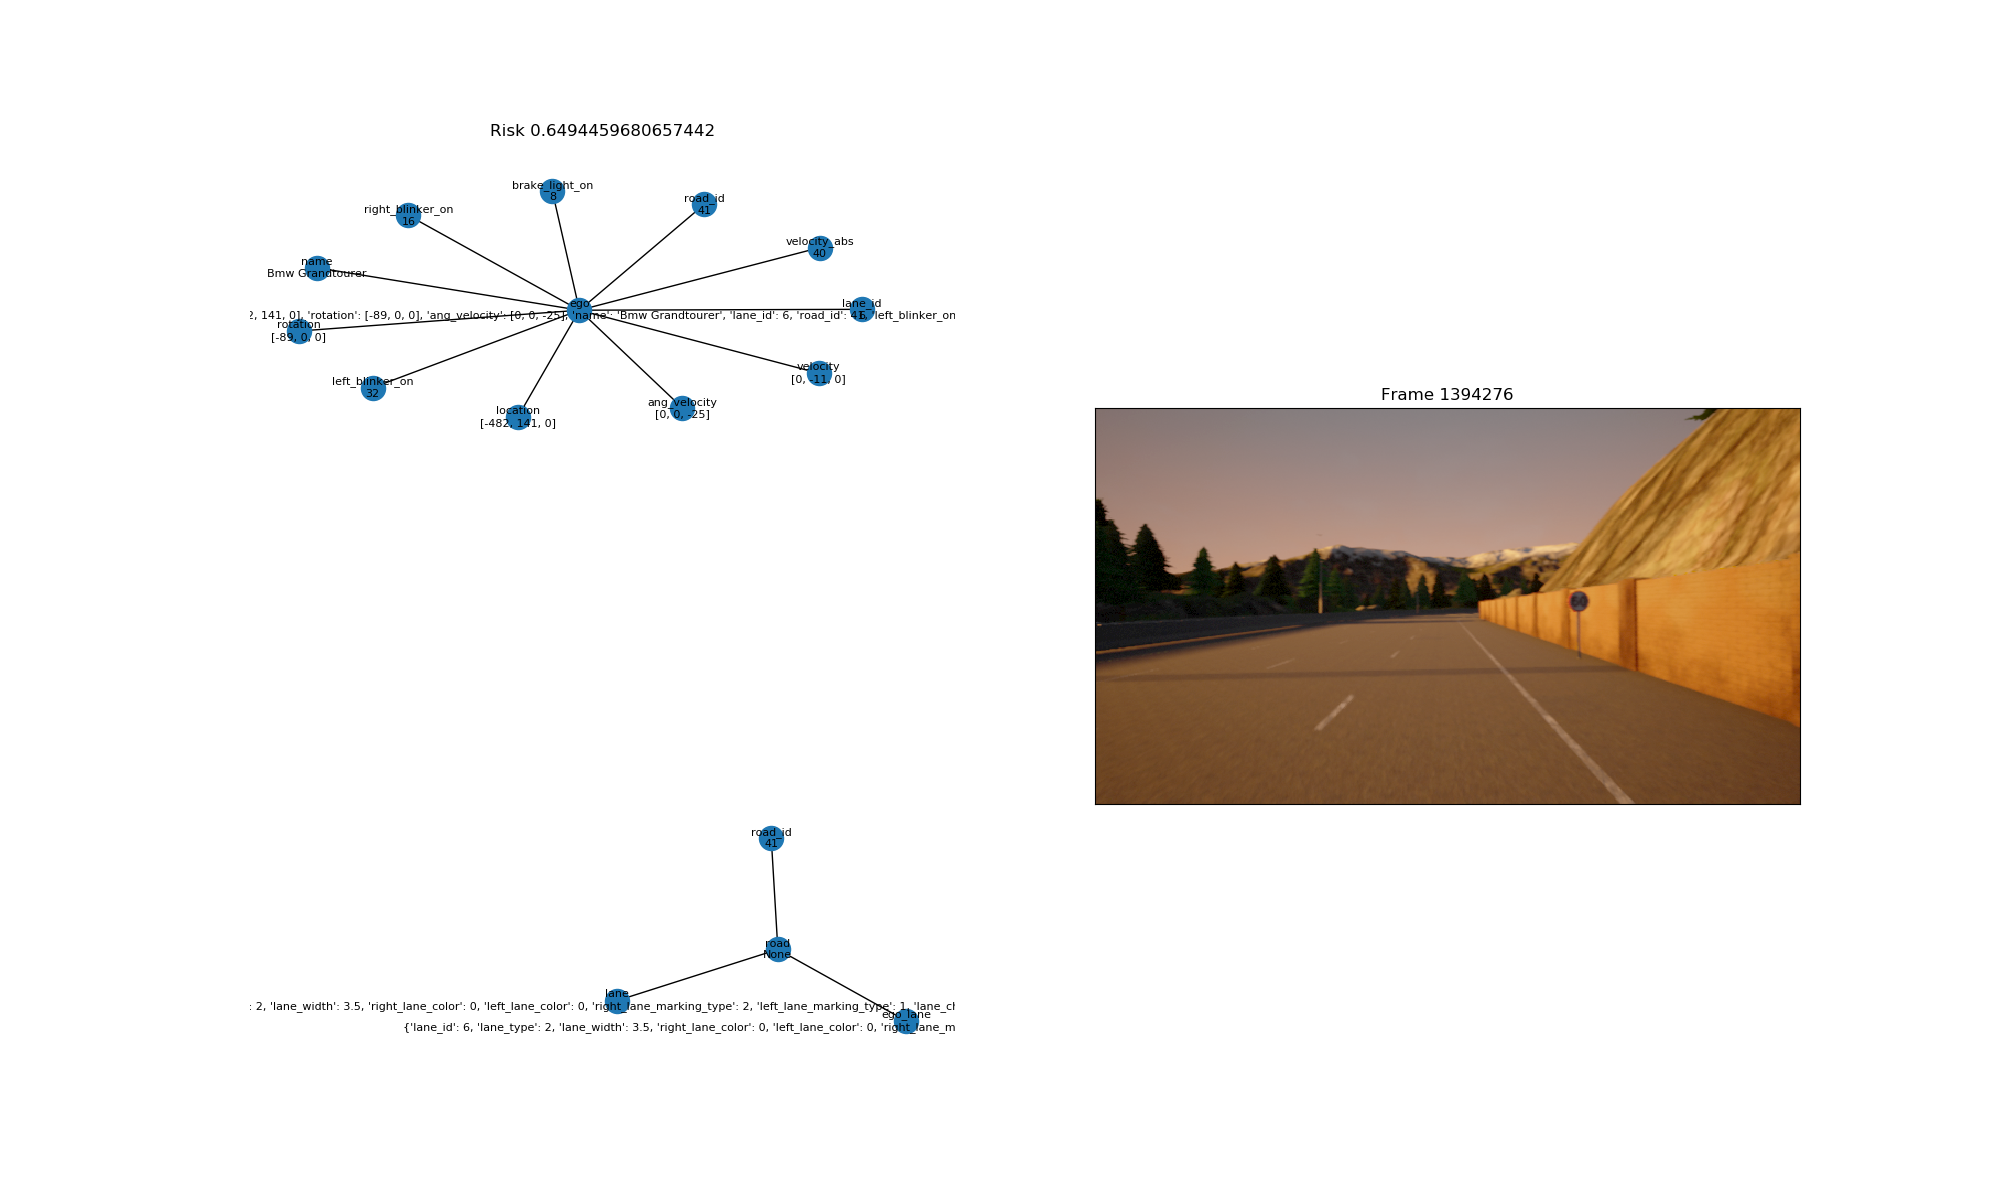 Risk 0.6494459680657442
brake_light_on
8
road_id
41
right_blinker_on
16
velocity_abs
40
name
Bmw Grandtourer
ego
lane_id
6
2, 141, 0], 'rotation': [-89, 0, 0], 'ang_velocity': [0, 0, -25], 'name': 'Bmw Grandtourer', 'lane_id': 6, 'road_id': 41, 'left_blinker_on
rotation
[-89, 0, 0]
velocity
[0, -11, 0]
left_blinker_on
32
location
[-482, 141, 0]
ang_velocity
[0, 0, -25]
Frame 1394276
road_id
41
road
None
lane
: 2, 'lane_width': 3.5, 'right_lane_color': 0, 'left_lane_color': 0, 'right_lane_marking_type': 2, 'left_lane_marking_type': 1, 'lane_ch
ego_lane
{'lane_id': 6, 'lane_type': 2, 'lane_width': 3.5, 'right_lane_color': 0, 'left_lane_color': 0, 'right_lane_m